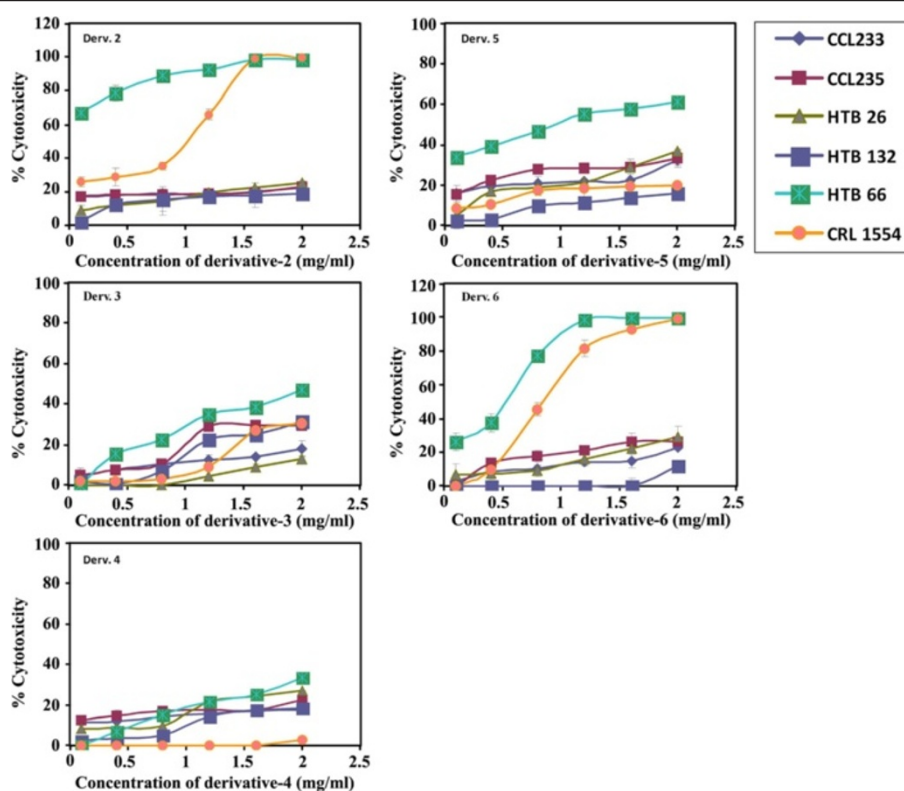 Derv. 2
% Cytotoxicity
120
100
80
60
40
20
0
0 0.5 1 1.5 2 2.5
Concentration of derivative-2 (mg/ml)
Derv. 5
% Cytotoxicity
100
80
60
40
20
0
0 0.5 1 1.5 2 2.5
Concentration of derivative-5 (mg/ml)
CCL233
CCL235
HTB 26
HTB 132
HTB 66
CRL 1554
Derv. 3
% Cytotoxicity
100
80
60
40
20
0
0 0.5 1 1.5 2 2.5
Concentration of derivative-3 (mg/ml)
Derv. 6
% Cytotoxicity
120
100
80
60
40
20
0
0 0.5 1 1.5 2 2.5
Concentration of derivative-6 (mg/ml)
Derv. 4
% Cytotoxicity
100
80
60
40
20
0
0 0.5 1 1.5 2 2.5
Concentration of derivative-4 (mg/ml)